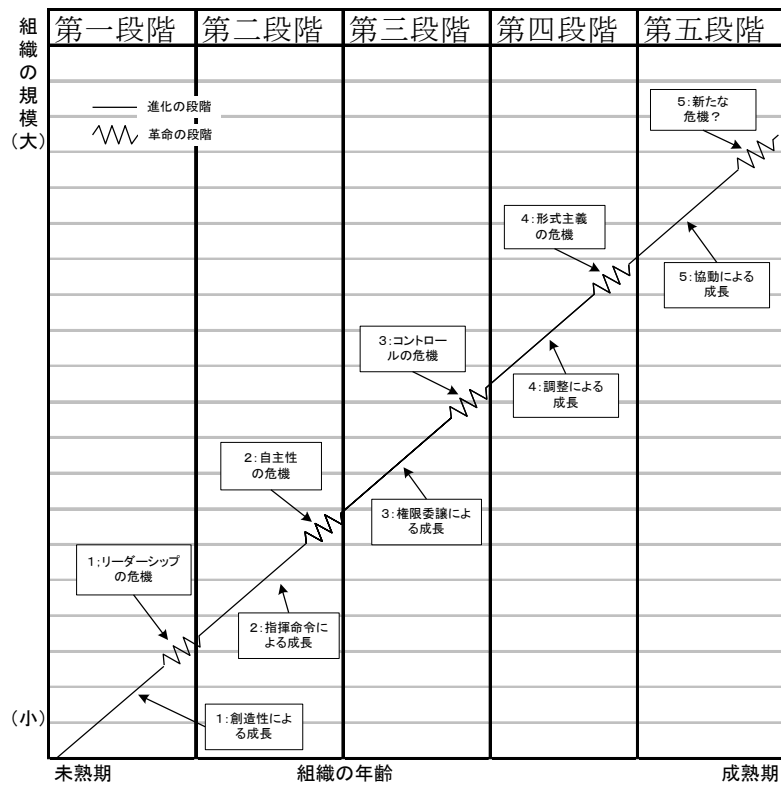 組織の規模
(大)
第一段階
第二段階
第三段階
第四段階
第五段階
進化の段階
革命の段階
5:新たな
危機?
4:形式主義
の危機
5:協動による
成長
3:コントロー
ルの危機
4:調整による
成長
2:自主性
の危機
3:権限委譲によ
る成長
1:リーダーシップ
の危機
2:指揮命令に
よる成長
1:創造性によ
る成長
(小)
未熟期
組織の年齢
成熟期